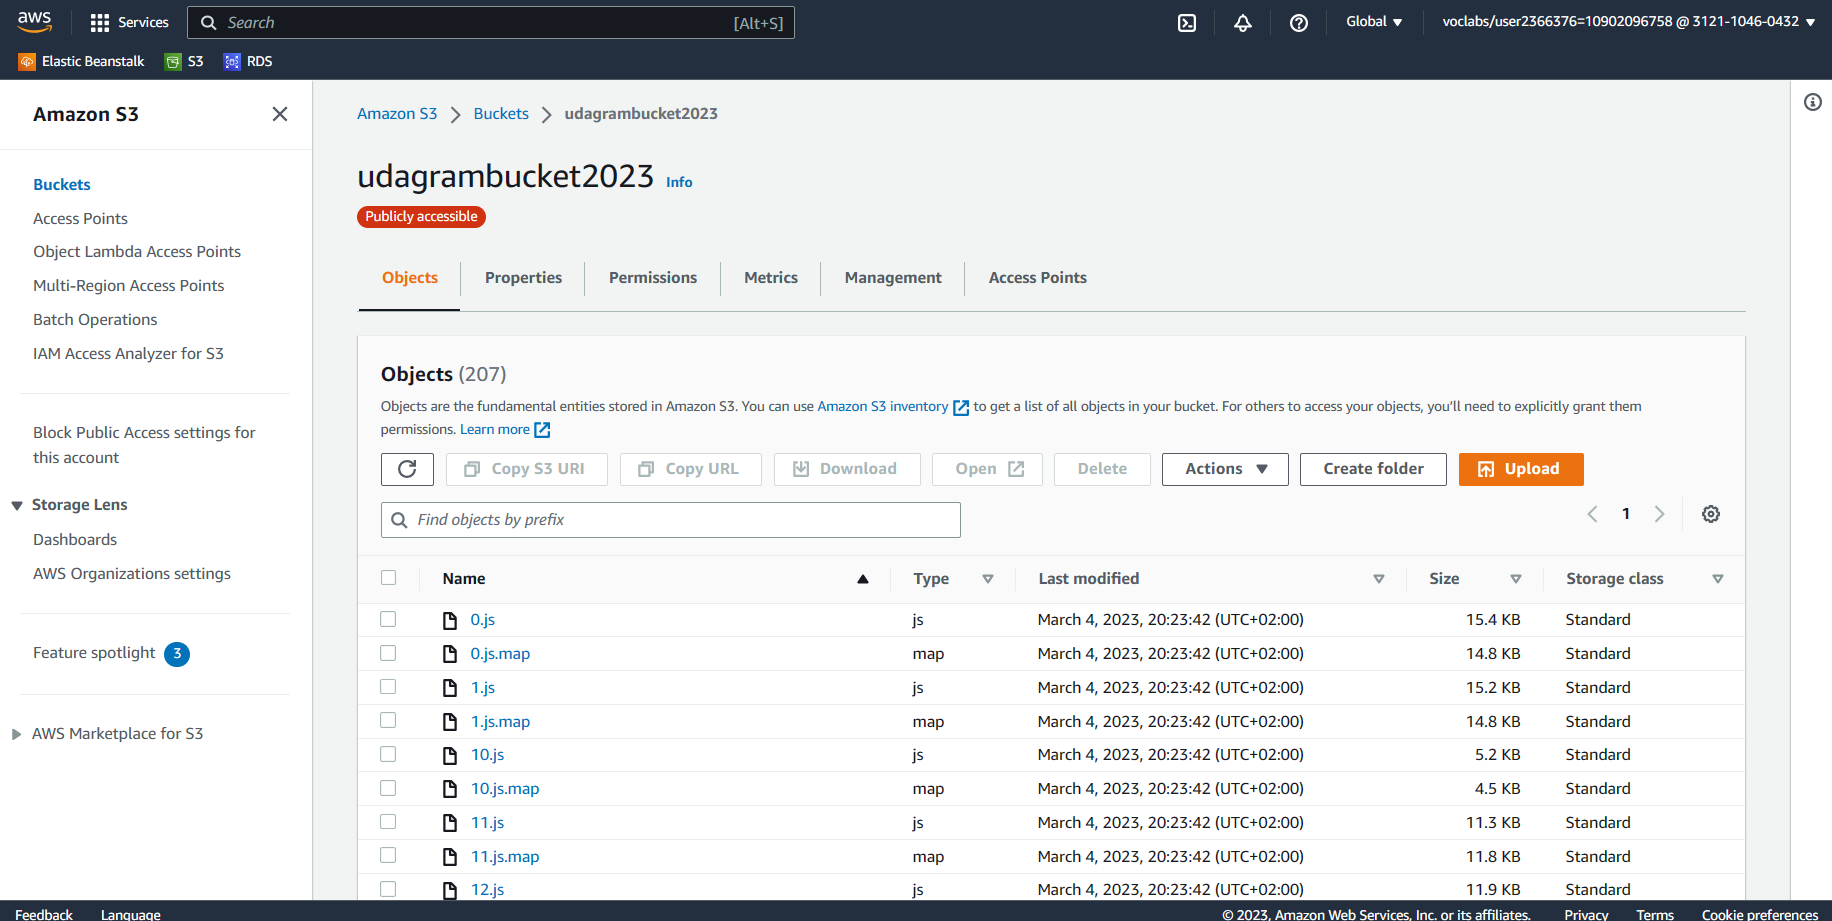 aws Services Search [Alt+S] Global voclabs/user2366376=10902096758 @ 3121-1046-0432
Elastic Beanstalk S3 RDS
Amazon S3
Buckets
Access Points
Object Lambda Access Points
Multi-Region Access Points
Batch Operations
IAM Access Analyzer for S3
Block Public Access settings for
this account
Storage Lens
Dashboards
AWS Organizations settings
Feature spotlight 3
AWS Marketplace for S3
Amazon S3 Buckets udagrambucket2023
udagrambucket2023 Info
Publicly accessible
Objects Properties Permissions Metrics Management Access Points
Objects (207)
Objects are the fundamental entities stored in Amazon S3. You can use Amazon S3 inventory to get a list of all objects in your bucket. For others to access your objects, you'll need to explicitly grant them
permissions. Learn more
Copy S3 URI Copy URL Download Open Delete Actions Create folder Upload
Find objects by prefix 1
Name Type Last modified Size Storage class
0.js js March 4, 2023, 20:23:42 (UTC+02:00) 15.4 KB Standard
0.js.map map March 4, 2023, 20:23:42 (UTC+02:00) 14.8 KB Standard
1.js js March 4, 2023, 20:23:42 (UTC+02:00) 15.2 KB Standard
1.js.map map March 4, 2023, 20:23:42 (UTC+02:00) 14.8 KB Standard
10.js js March 4, 2023, 20:23:42 (UTC+02:00) 5.2 KB Standard
10.js.map map March 4, 2023, 20:23:42 (UTC+02:00) 4.5 KB Standard
11.js js March 4, 2023, 20:23:42 (UTC+02:00) 11.3 KB Standard
11.js.map map March 4, 2023, 20:23:42 (UTC+02:00) 11.8 KB Standard
12.js js March 4, 2023, 20:23:42 (UTC+02:00) 11.9 KB Standard
Feedback Language © 2023, Amazon Web Services, Inc. or its affiliates. Privacy Terms Cookie preferences